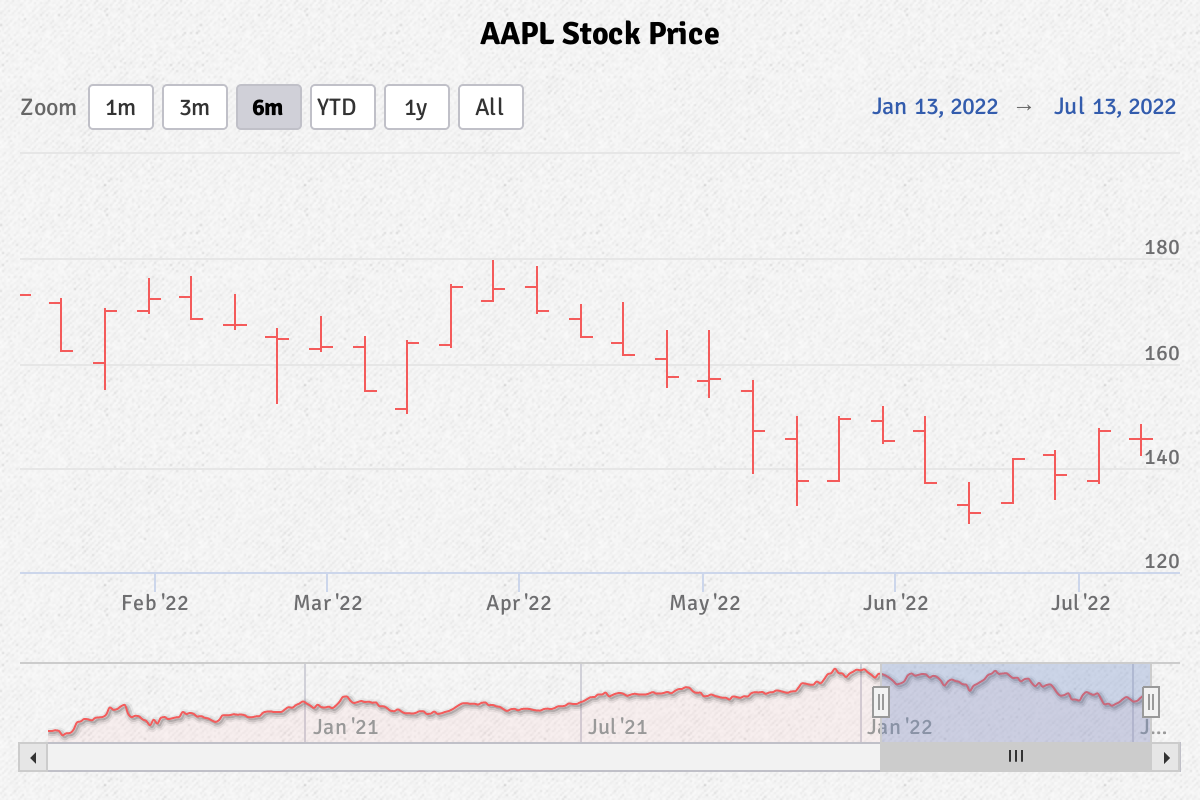 AAPL Stock Price
Zoom 1m 3m 6m YTD 1y All Jan 13, 2022 → Jul 13, 2022
180
160
140
120
Feb '22 Mar '22 Apr '22 May '22 Jun '22 Jul '22
Jan '21 Jul '21 Jan '22 J...